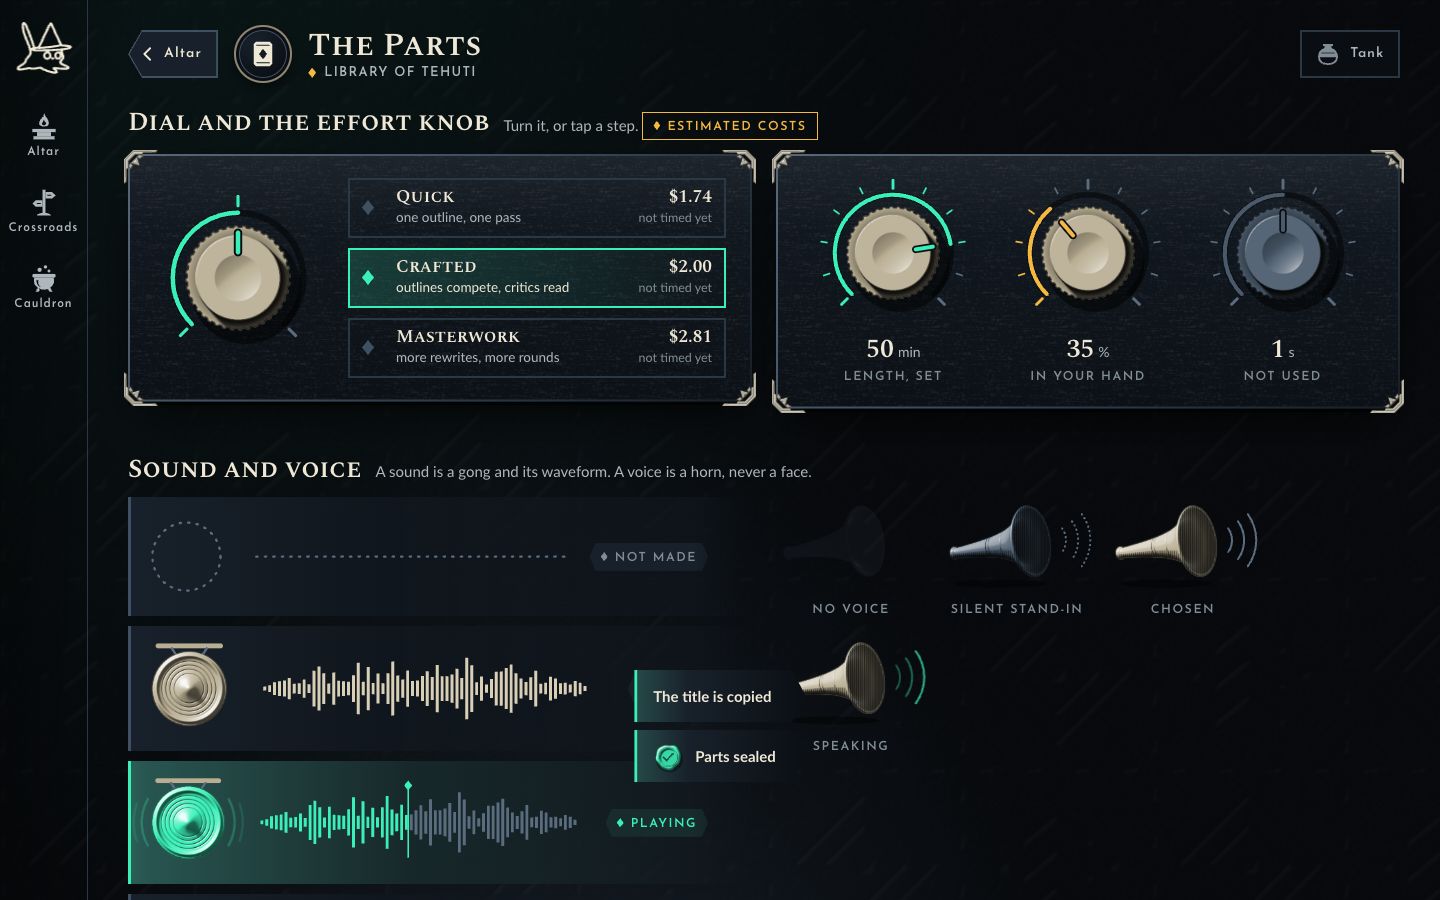 Altar
THE PARTS
LIBRARY OF TEHUTI
Tank
Altar
Crossroads
Cauldron
DIAL AND THE EFFORT KNOB Turn it, or tap a step. ESTIMATED COSTS
QUICK $1.74
one outline, one pass not timed yet
CRAFTED $2.00
outlines compete, critics read not timed yet
MASTERWORK $2.81
more rewrites, more rounds not timed yet
50 min
LENGTH, SET
35 %
IN YOUR HAND
1 s
NOT USED
SOUND AND VOICE A sound is a gong and its waveform. A voice is a horn, never a face.
NOT MADE
NO VOICE
SILENT STAND-IN
CHOSEN
The title is copied
Parts sealed
SPEAKING
PLAYING